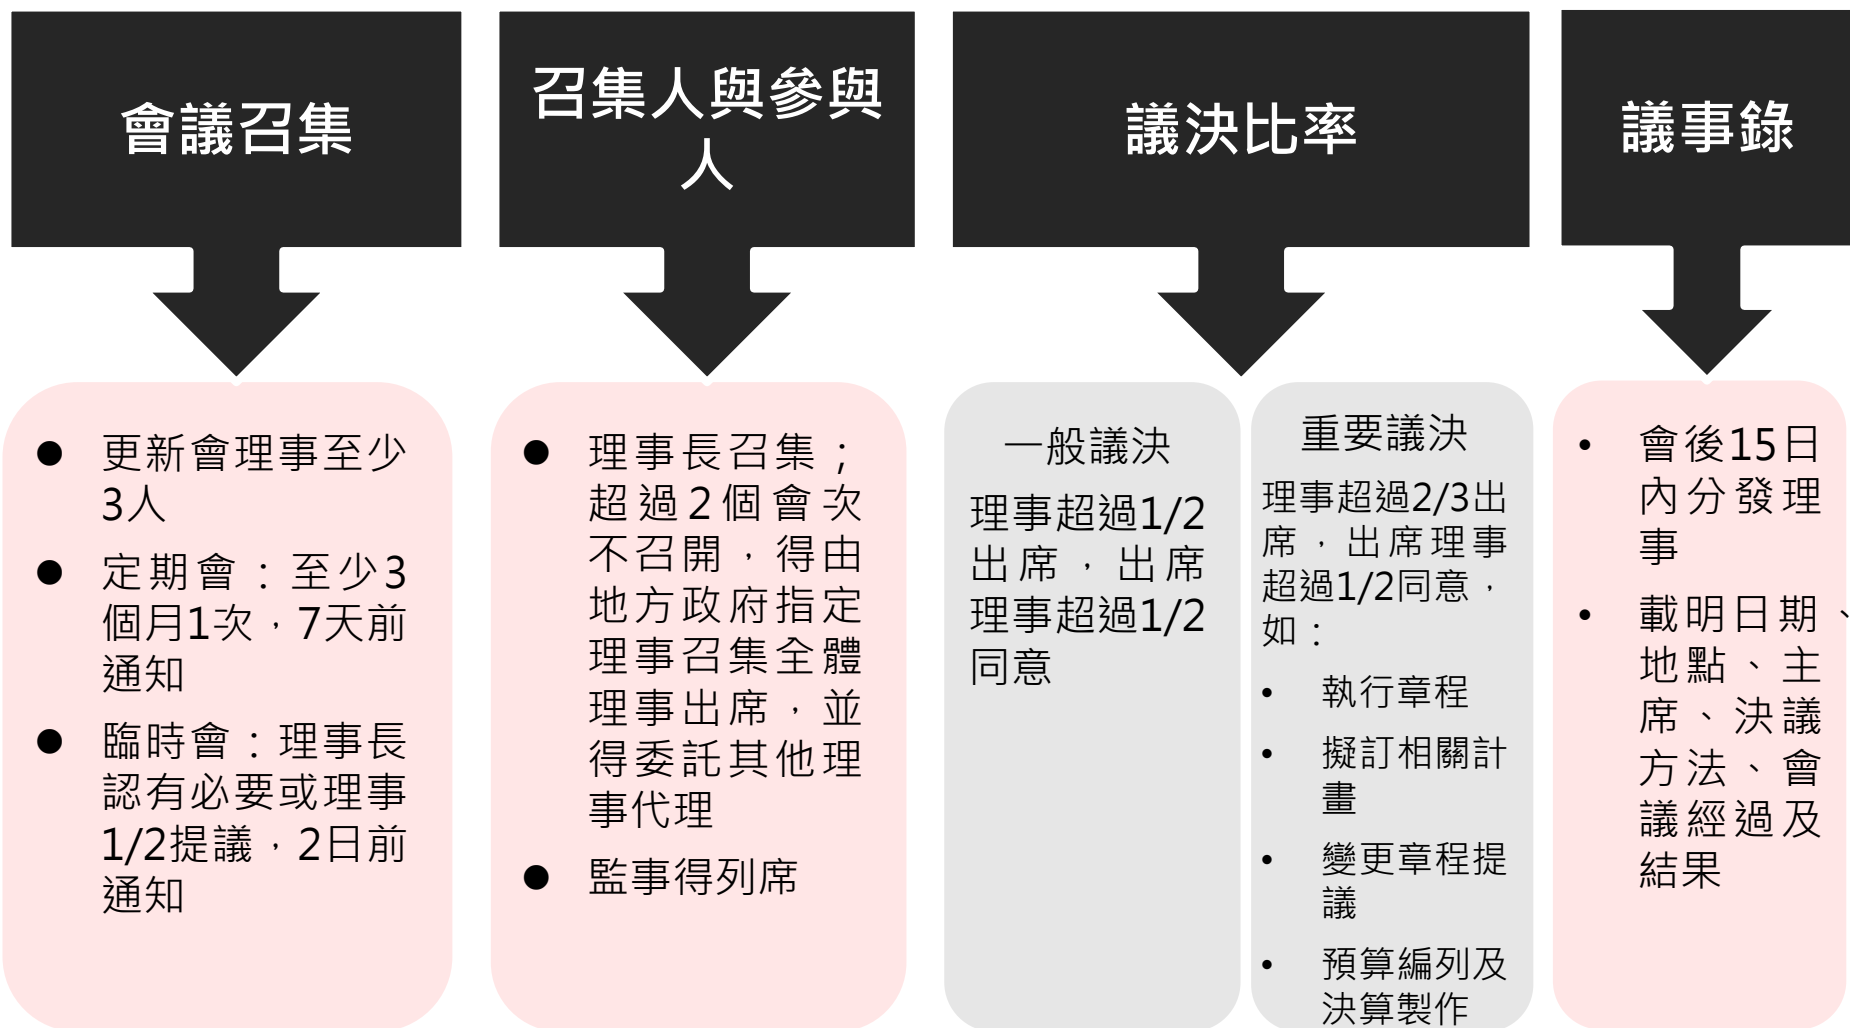 會議召集
更新會理事至少
3人
定期會：至少3
個月1次，7天前
通知
臨時會：理事長
認有必要或理事
1/2提議，2日前
通知
召集人與參與
人
理事長召集；
超過2個會次
不召開，得由
地方政府指定
理事召集全體
理事出席，並
得委託其他理
事代理
監事得列席
議決比率
一般議決
理事超過1/2
出席，出席
理事超過1/2
同意
重要議決
理事超過2/3出
席，出席理事
超過1/2同意，
如：
執行章程
擬訂相關計
畫
變更章程提
議
預算編列及
決算製作
議事錄
會後15日
內分發理
事
載明日期、
地點、主
席、決議
方法、會
議經過及
結果